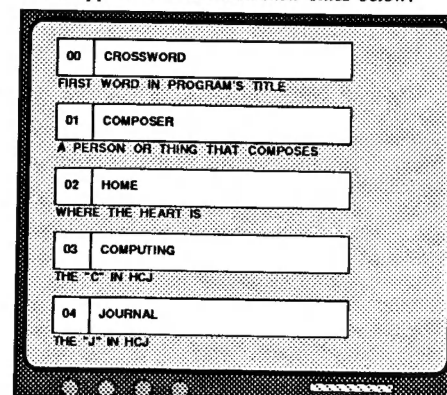 00 CROSSWORD
FIRST WORD IN PROGRAM'S TITLE
01 COMPOSER
A PERSON OR THING THAT COMPOSES
02 HOME
WHERE THE HEART IS
03 COMPUTING
THE "C" IN HCJ
04 JOURNAL
THE "J" IN HCJ